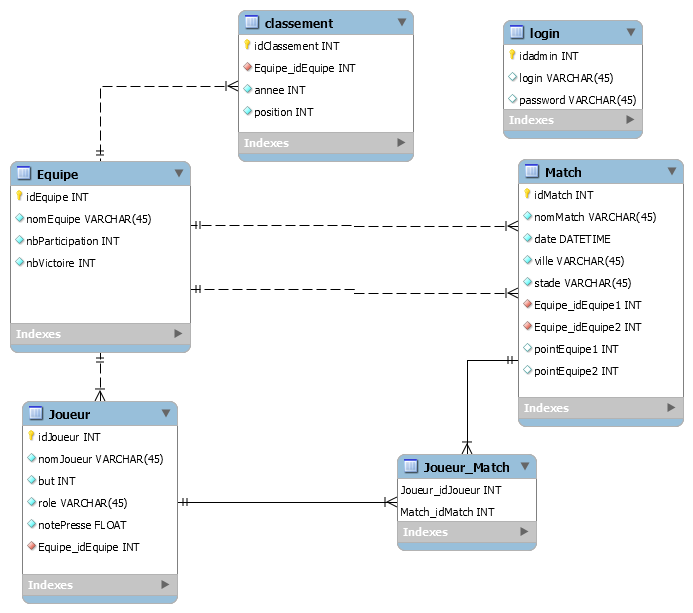 classement
idClassement INT
Equipe_idEquipe INT
annee INT
position INT
Indexes
login
idadmin INT
login VARCHAR(45)
password VARCHAR(45)
Indexes
Equipe
idEquipe INT
nomEquipe VARCHAR(45)
nbParticipation INT
nbVictoire INT
Indexes
Match
idMatch INT
nomMatch VARCHAR(45)
date DATETIME
ville VARCHAR(45)
stade VARCHAR(45)
Equipe_idEquipe1 INT
Equipe_idEquipe2 INT
pointEquipe1 INT
pointEquipe2 INT
Indexes
Joueur
idJoueur INT
nomJoueur VARCHAR(45)
but INT
role VARCHAR(45)
notePresse FLOAT
Equipe_idEquipe INT
Indexes
Joueur_Match
Joueur_idJoueur INT
Match_idMatch INT
Indexes